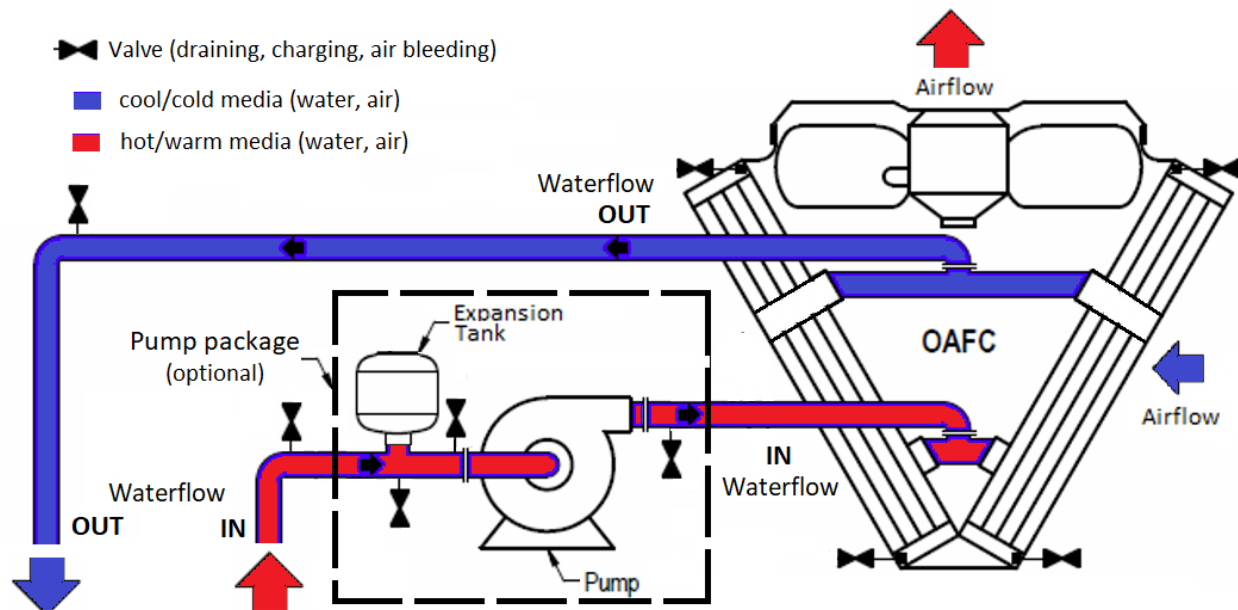 Valve (draining, charging, air bleeding)
cool/cold media (water, air)
hot/warm media (water, air)
Airflow
Waterflow
OUT
Expansion
Tank
Pump package
(optional)
OAFC
Airflow
IN
Waterflow
Waterflow
OUT
IN
Pump